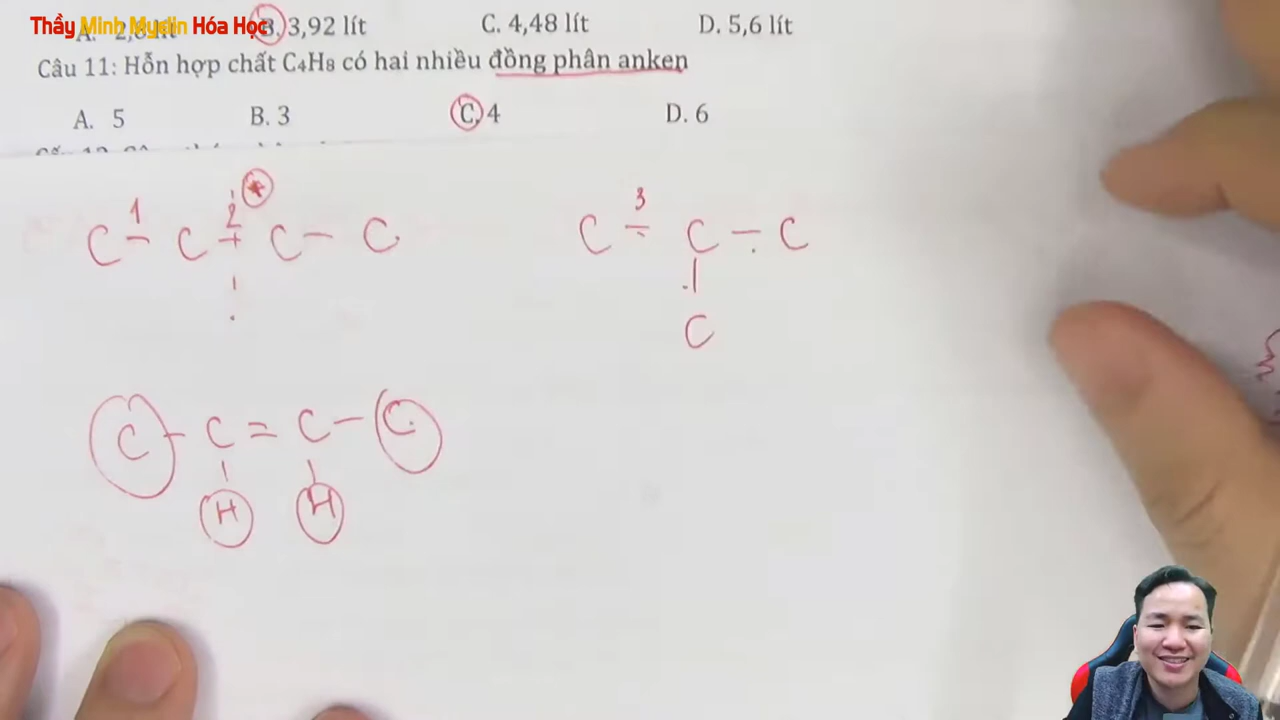 Thầy Minh Mydin Hóa Học
A. B. 3,92 lít C. 4,48 lít D. 5,6 lít
Câu 11: Hỗn hợp chất C₄H₈ có hai nhiều đồng phân anken
A. 5 B. 3 C. 4 D. 6
1 2 * 3
C - C - C - C C - C - C
C
C - C = C - C
H H